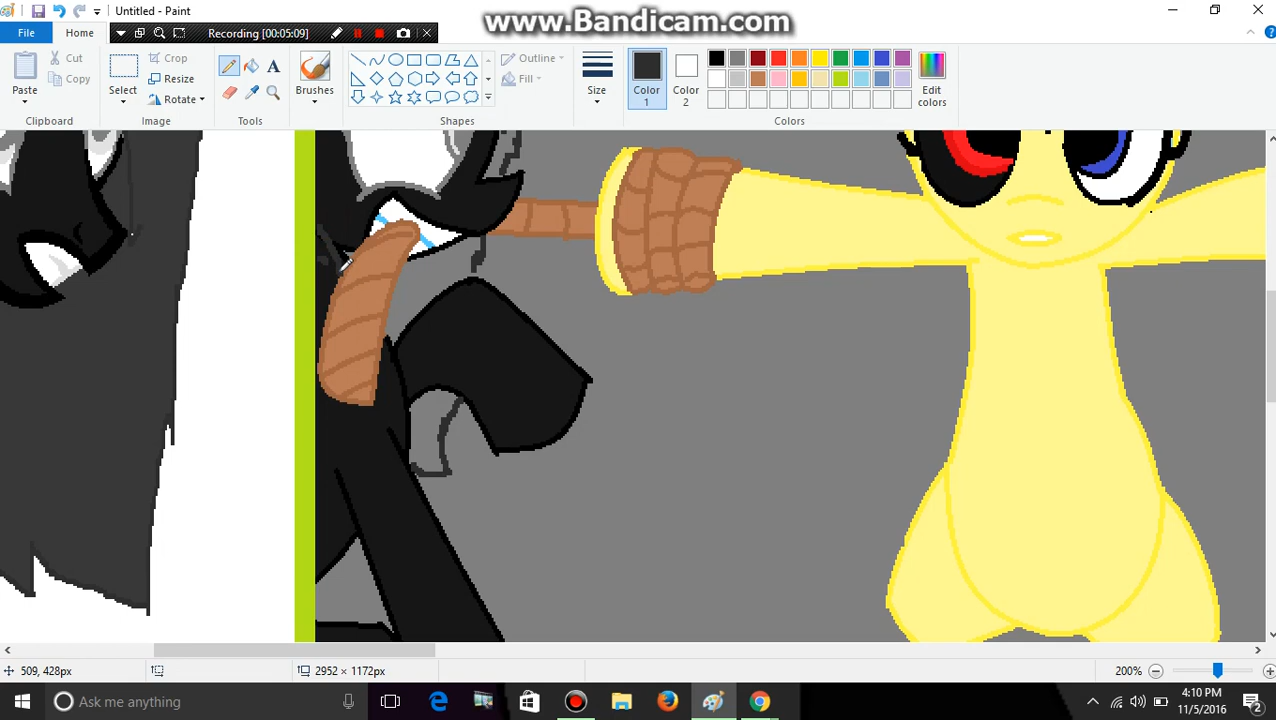 www.Bandicam.com
Untitled - Paint
Recording [00:05:09]
File
Home
Paste
Cut
Copy
Clipboard
Select
Crop
Resize
Rotate
Image
A
Tools
Brushes
Shapes
Outline
Fill
Size
Color 1
Color 2
Edit colors
Colors
509, 428px
2952 × 1172px
200%
Ask me anything
4:10 PM
11/5/2016
2